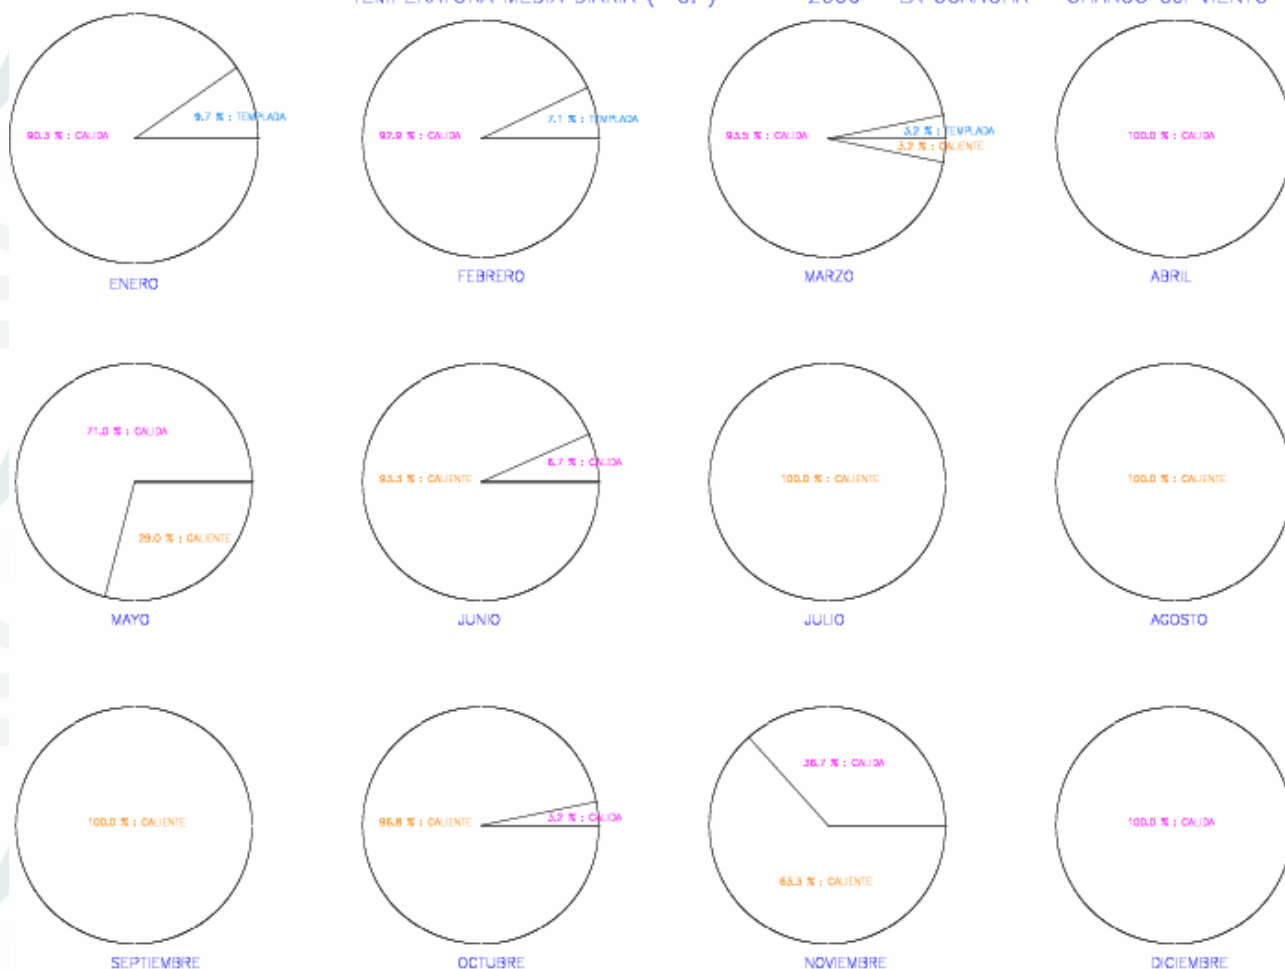 TEMPERATURA MEDIA DIARIA
90.3 % : CALIDA
9.7 % : TEMPLADA
ENERO
92.9 % : CALIDA
7.1 % : TEMPLADA
FEBRERO
93.5 % : CALIDA
3.2 % : TEMPLADA
3.2 % : CALIENTE
MARZO
100.0 % : CALIDA
ABRIL
71.0 % : CALIDA
29.0 % : CALIENTE
MAYO
93.3 % : CALIENTE
6.7 % : CALIDA
JUNIO
100.0 % : CALIENTE
JULIO
100.0 % : CALIENTE
AGOSTO
100.0 % : CALIENTE
SEPTIEMBRE
96.8 % : CALIENTE
3.2 % : CALIDA
OCTUBRE
36.7 % : CALIDA
63.3 % : CALIENTE
NOVIEMBRE
100.0 % : CALIDA
DICIEMBRE